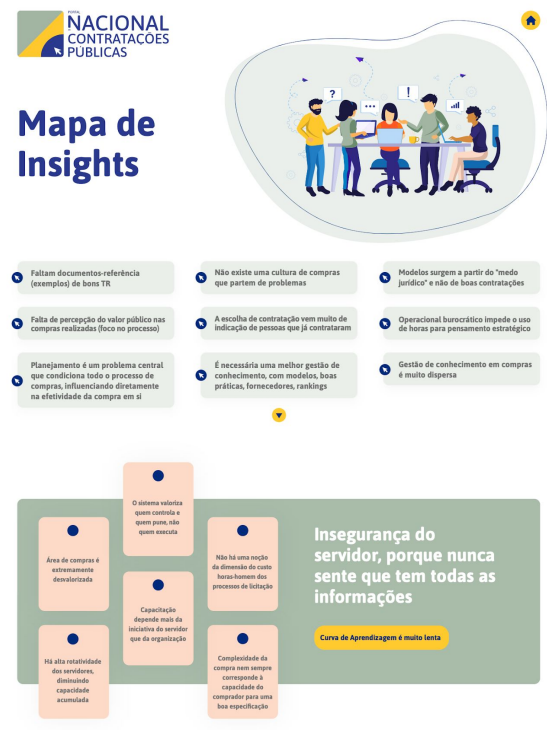 PORTAL
NACIONAL
CONTRATAÇÕES
PÚBLICAS
Mapa de
Insights
?
...
!
Faltam documentos-referência
(exemplos) de bons TR
Não existe uma cultura de compras
que partem de problemas
Modelos surgem a partir do "medo
jurídico" e não de boas contratações
Falta de percepção do valor público nas
compras realizadas (foco no processo)
A escolha de contratação vem muito de
indicação de pessoas que já contrataram
Operacional burocrático impede o uso
de horas para pensamento estratégico
Planejamento é um problema central
que condiciona todo o processo de
compras, influenciando diretamente
na efetividade da compra em si
É necessária uma melhor gestão de
conhecimento, com modelos, boas
práticas, fornecedores, rankings
Gestão de conhecimento em compras
é muito dispersa
O sistema valoriza
quem controla e
quem pune, não
quem executa
Área de compras é
extremamente
desvalorizada
Não há uma noção
da dimensão do custo
horas-homem dos
processos de licitação
Capacitação
depende mais da
iniciativa do servidor
que da organização
Há alta rotatividade
dos servidores,
diminuindo
capacidade
acumulada
Complexidade da
compra nem sempre
corresponde à
capacidade do
comprador para uma
boa especificação
Insegurança do
servidor, porque nunca
sente que tem todas as
informações
Curva de Aprendizagem é muito lenta